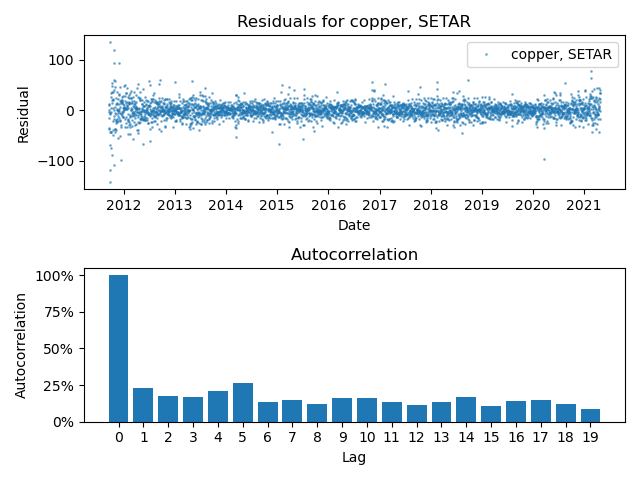 Residuals for copper, SETAR
copper, SETAR
100
0
−100
Residual
2012 2013 2014 2015 2016 2017 2018 2019 2020 2021
Date
Autocorrelation
100%
75%
50%
25%
0%
Autocorrelation
0 1 2 3 4 5 6 7 8 9 10 11 12 13 14 15 16 17 18 19
Lag